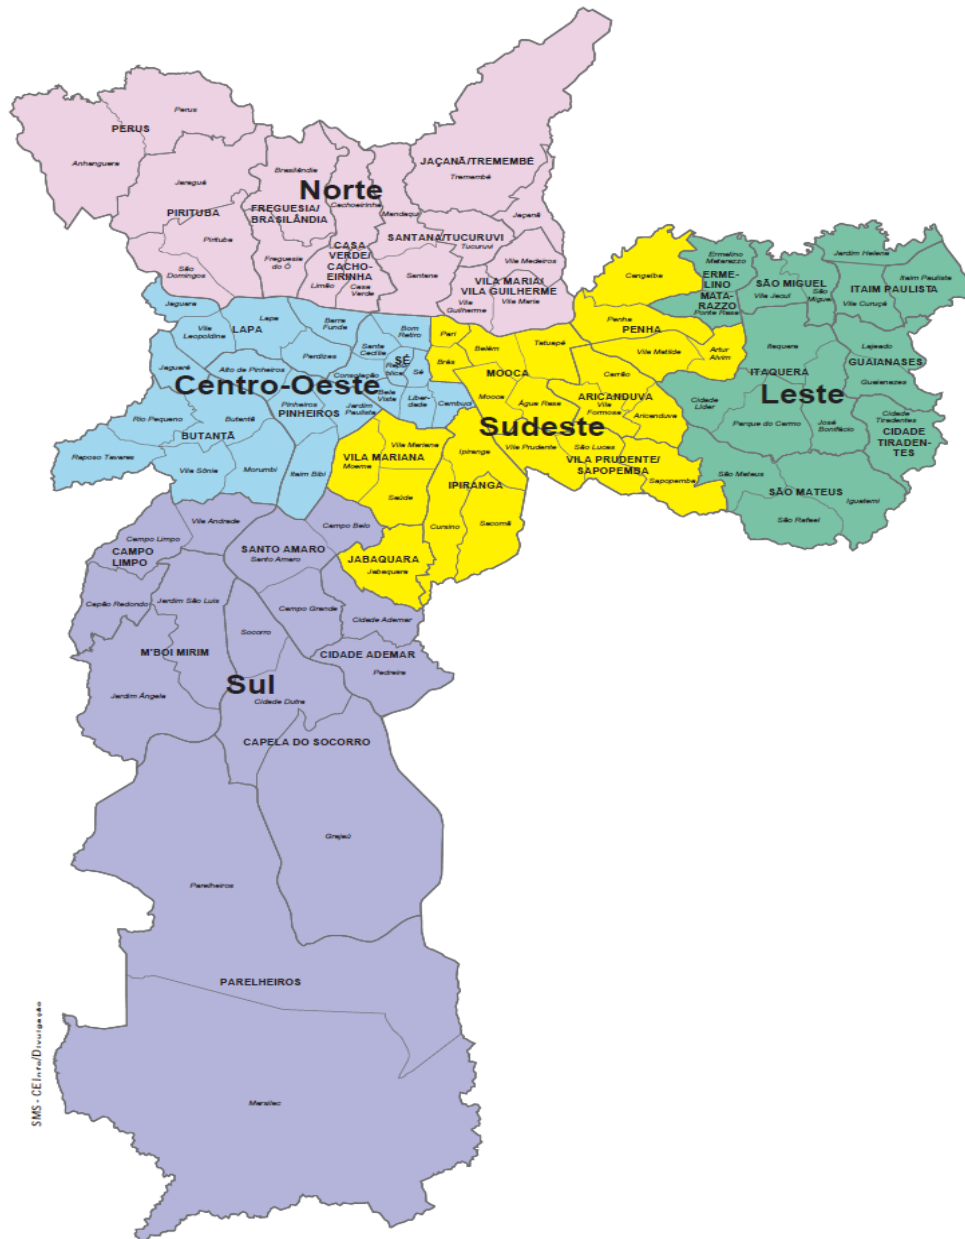 Perus
PERUS
Anhanguera
Jaraguá
PIRITUBA
Pirituba
São
Domingos
Brasilândia
Norte
Cachoeirinha
FREGUESIA/
BRASILÂNDIA
Freguesia
do Ó
CASA
VERDE/
CACHO-
EIRINHA
Limão
Casa
Verde
Mandaqui
JAÇANÃ/TREMEMBÉ
Tremembé
Jaçanã
SANTANA/TUCURUVI
Tucuruvi
Santana
Vila Medeiros
VILA MARIA/
VILA GUILHERME
Vila
Guilherme
Vila Maria
Jaguara
Vila
Leopoldina
LAPA
Lapa
Barra
Funda
Bom
Retiro
Santa
Cecília
SÉ
Repú-
blica
Sé
Perdizes
Jaguaré
Alto de Pinheiros
Consolação
Bela
Vista
Liber-
dade
Cambuci
Centro-Oeste
Pinheiros
PINHEIROS
Jardim
Paulista
Rio Pequeno
Butantã
BUTANTÃ
Raposo Tavares
Vila Sônia
Morumbi
Itaim Bibi
Cangaíba
Penha
PENHA
Vila Matilde
Artur
Alvim
Pari
Brás
Belém
Tatuapé
MOOCA
Mooca
Água Rasa
Carrão
ARICANDUVA
Vila
Formosa
Aricanduva
Sudeste
Vila Prudente
São Lucas
VILA PRUDENTE/
SAPOPEMBA
Sapopemba
Vila Mariana
VILA MARIANA
Moema
Saúde
Ipiranga
IPIRANGA
Cursino
Sacomã
JABAQUARA
Jabaquara
Ermelino
Matarazzo
ERME-
LINO
MATA-
RAZZO
Ponte Rasa
SÃO MIGUEL
Vila Jacuí
São
Miguel
Jardim Helena
Itaim Paulista
ITAIM PAULISTA
Vila Curuçá
Itaquera
ITAQUERA
Lajeado
GUAIANASES
Guaianazes
Leste
Cidade
Líder
Parque do Carmo
José
Bonifácio
Cidade
Tiradentes
CIDADE
TIRADEN-
TES
São Mateus
SÃO MATEUS
Iguatemi
São Rafael
Vila Andrade
Campo Limpo
CAMPO
LIMPO
Capão Redondo
Campo Belo
SANTO AMARO
Santo Amaro
Jardim São Luis
Socorro
Campo Grande
Cidade Ademar
CIDADE ADEMAR
Pedreira
M'BOI MIRIM
Jardim Ângela
Sul
Cidade Dutra
CAPELA DO SOCORRO
Grajaú
Parelheiros
PARELHEIROS
Marsilac
SMS - CEInfo/Divulgação